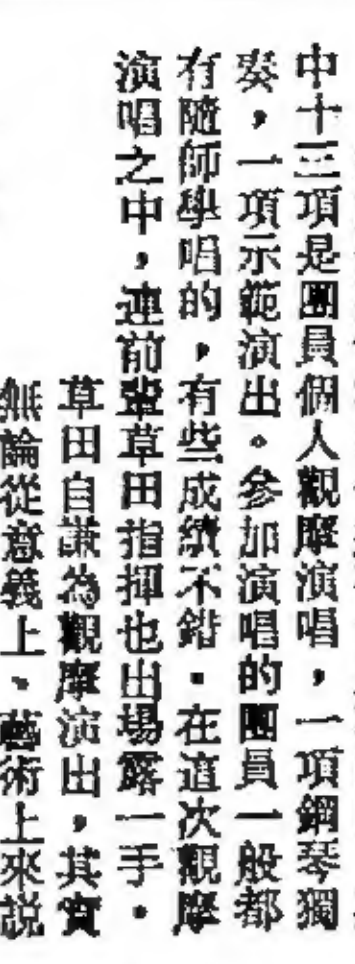 中十三項是團員個人觀摩演唱，一項鋼琴獨
奏，一項示範演出。參加演唱的團員一般都
有隨師學唱的，有些成績不錯。在這次觀摩
演唱之中，連前輩草田指揮也出場露一手。
草田自謙為觀摩演出，其實
無論從意義上、藝術上來説